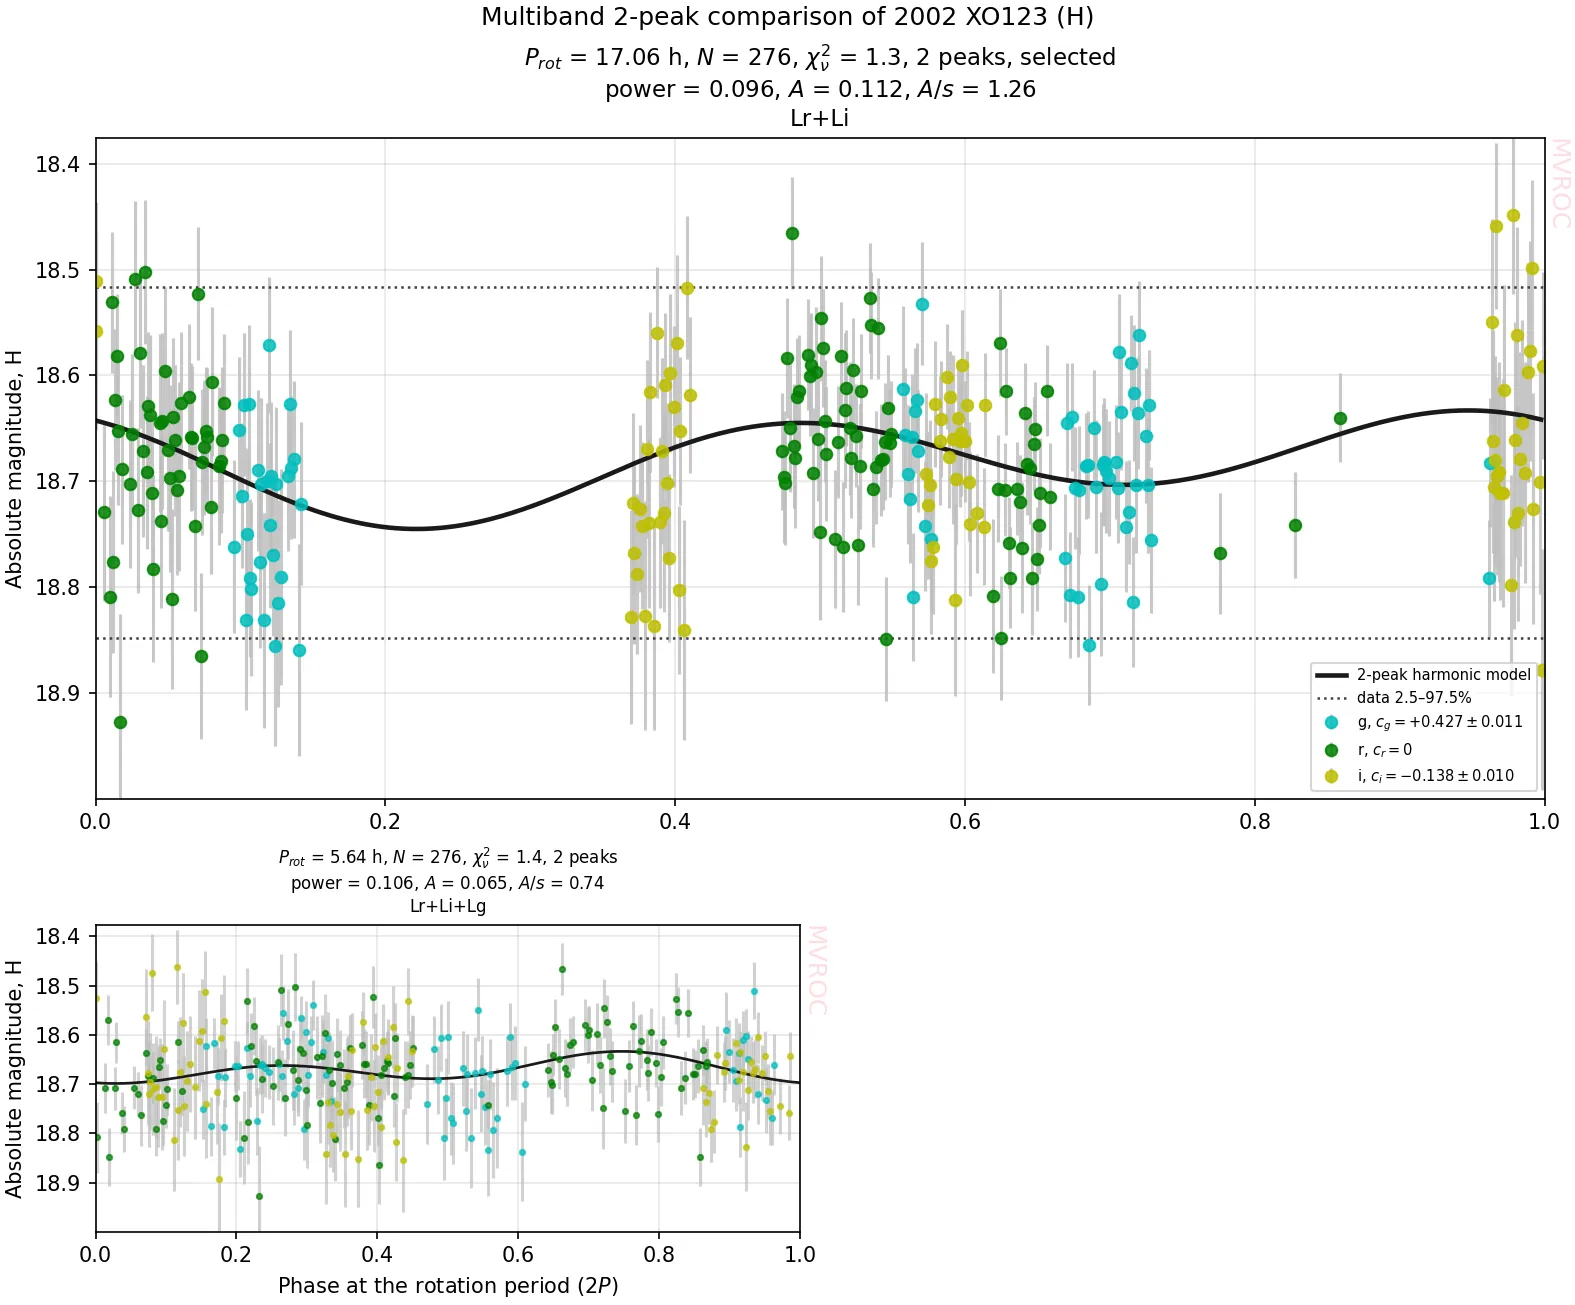 Multiband 2-peak comparison of 2002 XO123 (H)
P_rot = 17.06 h, N = 276, χ²_ν = 1.3, 2 peaks, selected
power = 0.096, A = 0.112, A/s = 1.26
Lr+Li
MVROC
Absolute magnitude, H
18.4
18.5
18.6
18.7
18.8
18.9
2-peak harmonic model
data 2.5–97.5%
g, c_g = +0.427 ± 0.011
r, c_r = 0
i, c_i = −0.138 ± 0.010
0.0 0.2 0.4 0.6 0.8 1.0
P_rot = 5.64 h, N = 276, χ²_ν = 1.4, 2 peaks
power = 0.106, A = 0.065, A/s = 0.74
Lr+Li+Lg
MVROC
Absolute magnitude, H
18.4
18.5
18.6
18.7
18.8
18.9
0.0 0.2 0.4 0.6 0.8 1.0
Phase at the rotation period (2P)